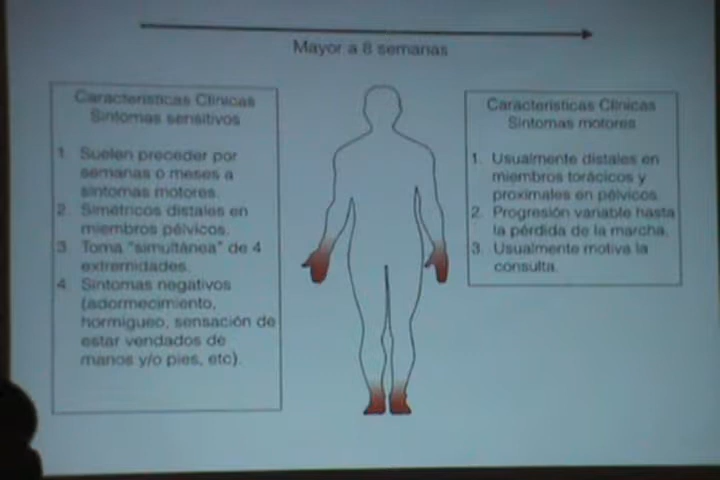 Mayor a 8 semanas
Características Clínicas
Síntomas sensitivos
1. Suelen preceder por
semanas o meses a
síntomas motores.
2. Simétricos distales en
miembros pélvicos.
3. Toma "simultánea" de 4
extremidades.
4. Síntomas negativos
(adormecimiento,
hormigueo, sensación de
estar vendados de
manos y/o pies, etc).
Características Clínicas
Síntomas motores
1. Usualmente distales en
miembros torácicos y
proximales en pélvicos.
2. Progresión variable hasta
la pérdida de la marcha.
3. Usualmente motiva la
consulta.